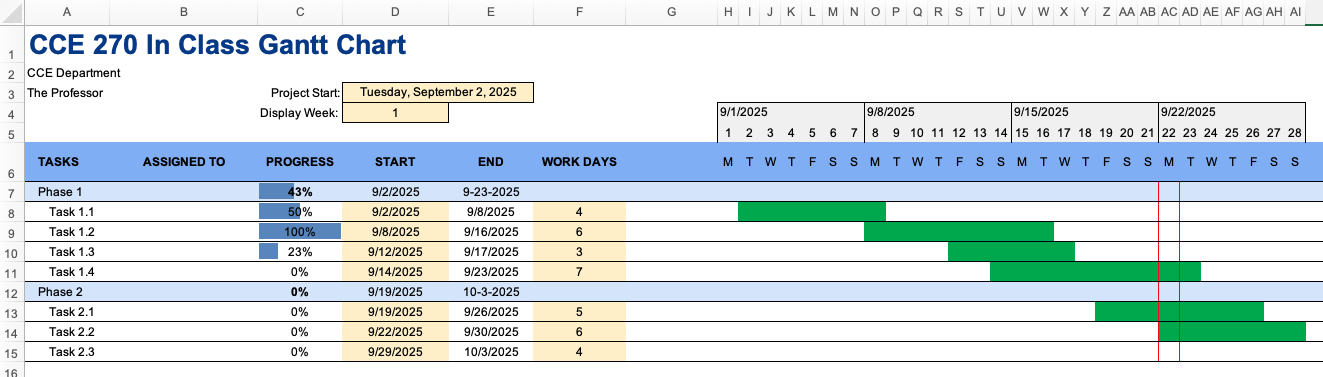 A B C D E F G H I J K L M N O P Q R S T U V W X Y Z AA AB AC AD AE AF AG AH AI
1 CCE 270 In Class Gantt Chart
2 CCE Department
3 The Professor Project Start: Tuesday, September 2, 2025
4 Display Week: 1 9/1/2025 9/8/2025 9/15/2025 9/22/2025
5 1 2 3 4 5 6 7 8 9 10 11 12 13 14 15 16 17 18 19 20 21 22 23 24 25 26 27 28
6 TASKS ASSIGNED TO PROGRESS START END WORK DAYS M T W T F S S M T W T F S S M T W T F S S M T W T F S S
7 Phase 1 43% 9/2/2025 9-23-2025
8 Task 1.1 50% 9/2/2025 9/8/2025 4
9 Task 1.2 100% 9/8/2025 9/16/2025 6
10 Task 1.3 23% 9/12/2025 9/17/2025 3
11 Task 1.4 0% 9/14/2025 9/23/2025 7
12 Phase 2 0% 9/19/2025 10-3-2025
13 Task 2.1 0% 9/19/2025 9/26/2025 5
14 Task 2.2 0% 9/22/2025 9/30/2025 6
15 Task 2.3 0% 9/29/2025 10/3/2025 4
16